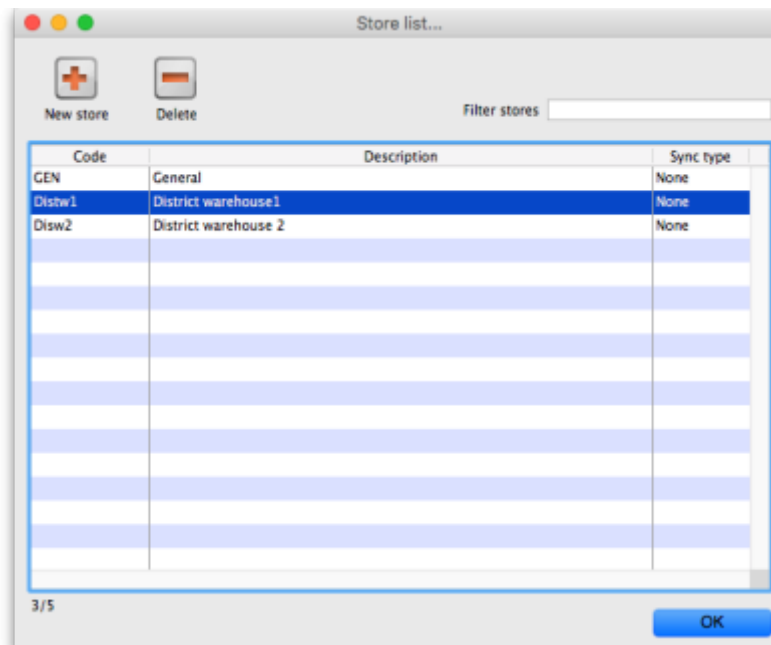 Store list...
New store Delete Filter stores
Code Description Sync type
GEN General None
Distw1 District warehouse1 None
Disw2 District warehouse 2 None
3/5
OK